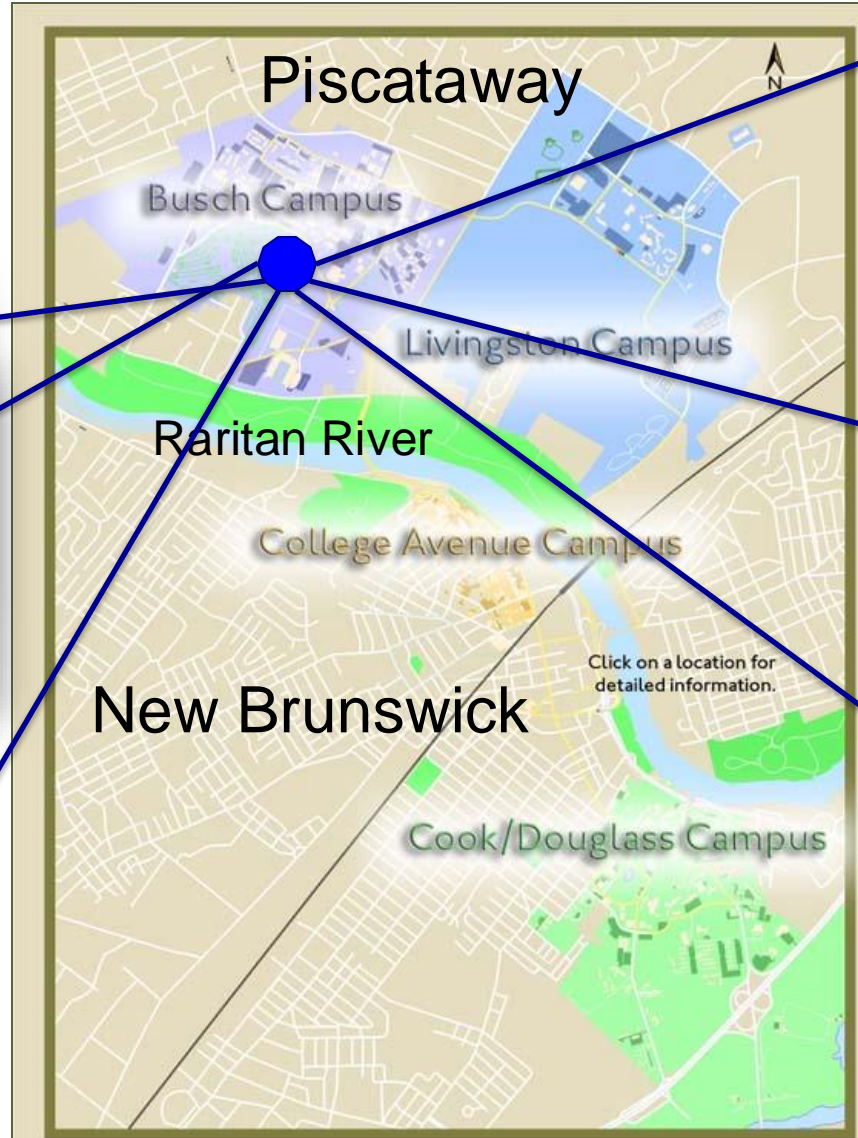 Piscataway
N
Busch Campus
Livingston Campus
Raritan River
College Avenue Campus
Click on a location for
detailed information.
New Brunswick
Cook/Douglass Campus